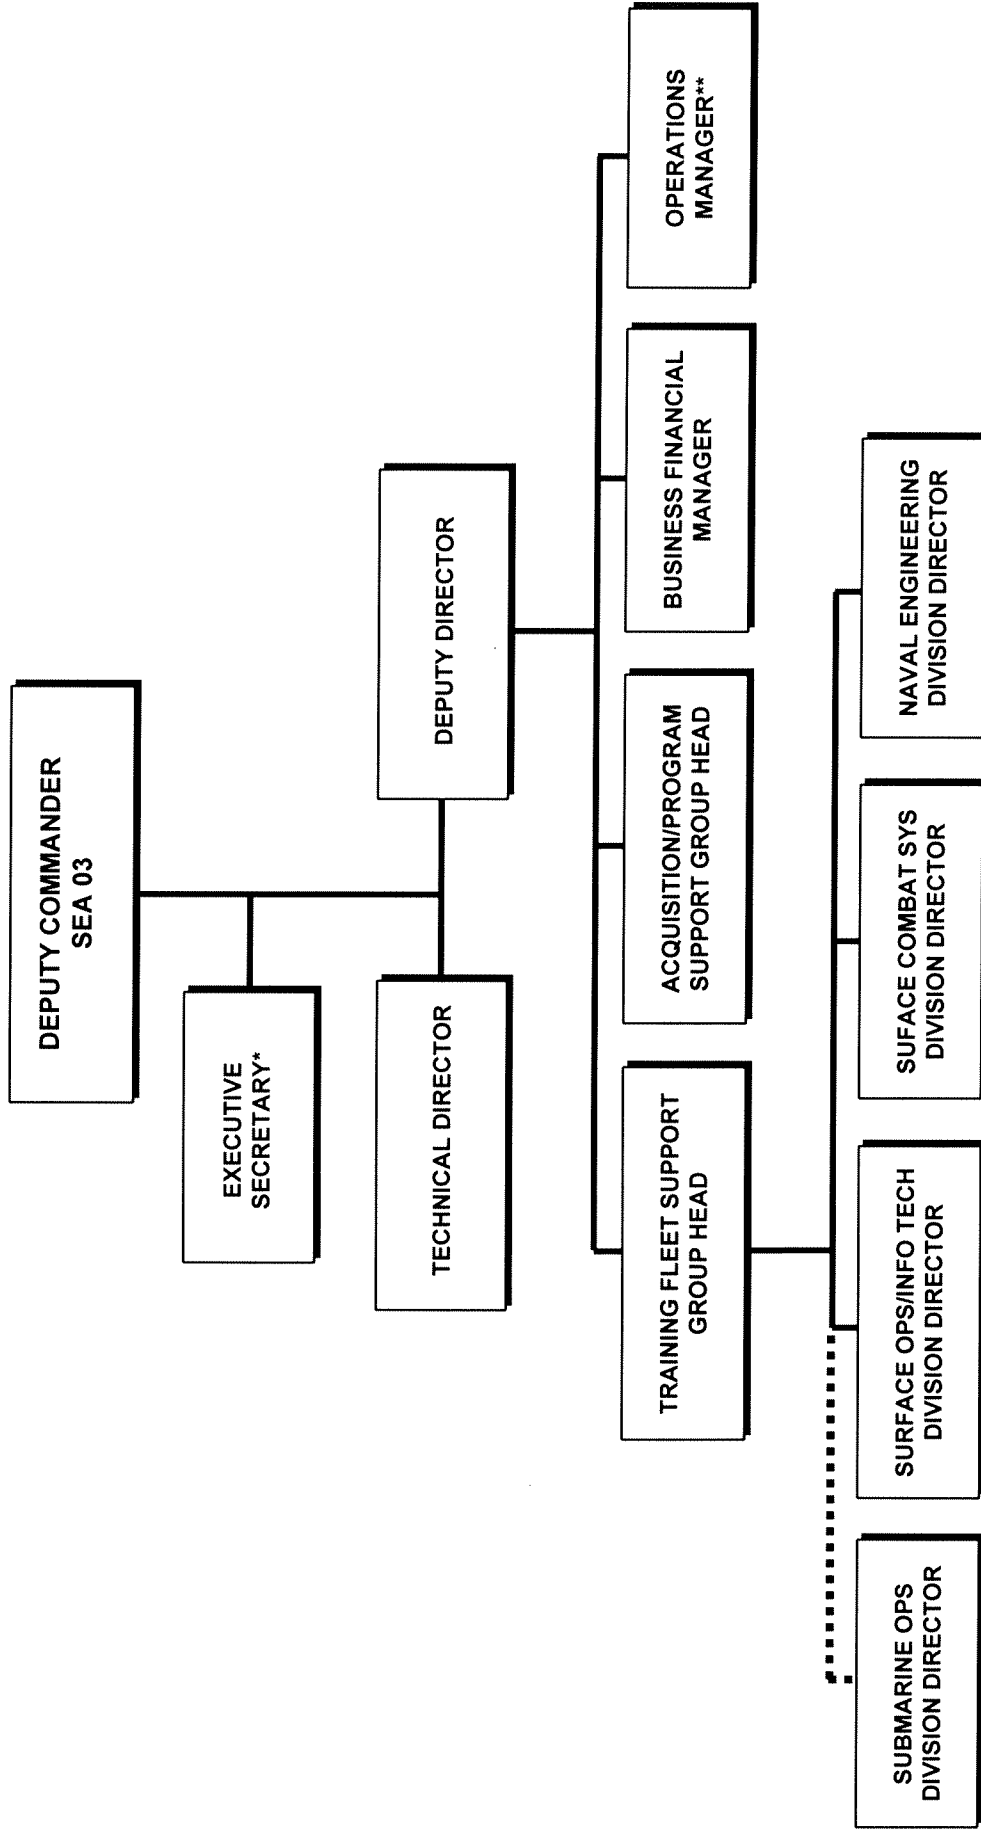 DEPUTY COMMANDER
SEA 03
EXECUTIVE
SECRETARY*
TECHNICAL DIRECTOR
DEPUTY DIRECTOR
TRAINING FLEET SUPPORT
GROUP HEAD
ACQUISITION/PROGRAM
SUPPORT GROUP HEAD
BUSINESS FINANCIAL
MANAGER
OPERATIONS
MANAGER**
SUBMARINE OPS
DIVISION DIRECTOR
SURFACE OPS/INFO TECH
DIVISION DIRECTOR
SUFACE COMBAT SYS
DIVISION DIRECTOR
NAVAL ENGINEERING
DIVISION DIRECTOR